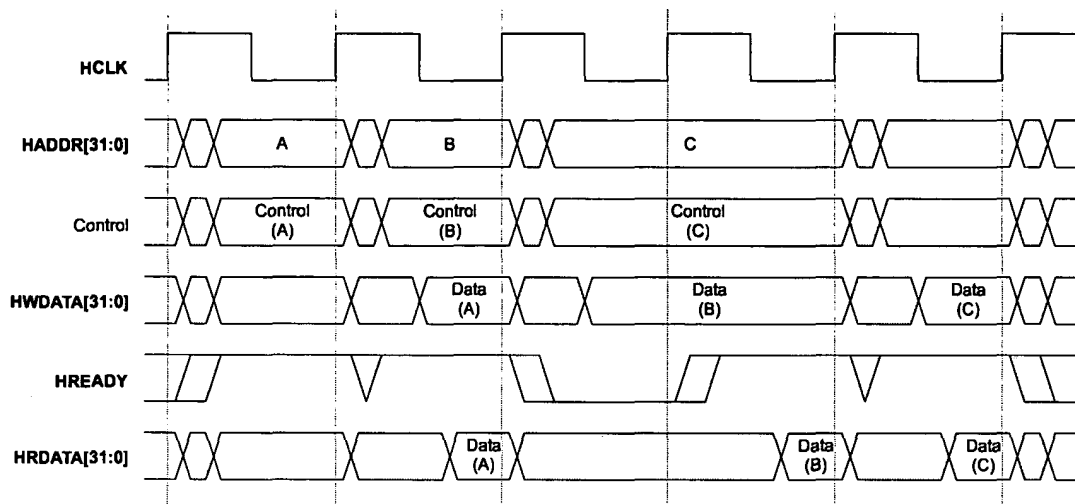 HCLK
HADDR[31:0]
A
B
C
Control
Control
(A)
Control
(B)
Control
(C)
HWDATA[31:0]
Data
(A)
Data
(B)
Data
(C)
HREADY
HRDATA[31:0]
Data
(A)
Data
(B)
Data
(C)